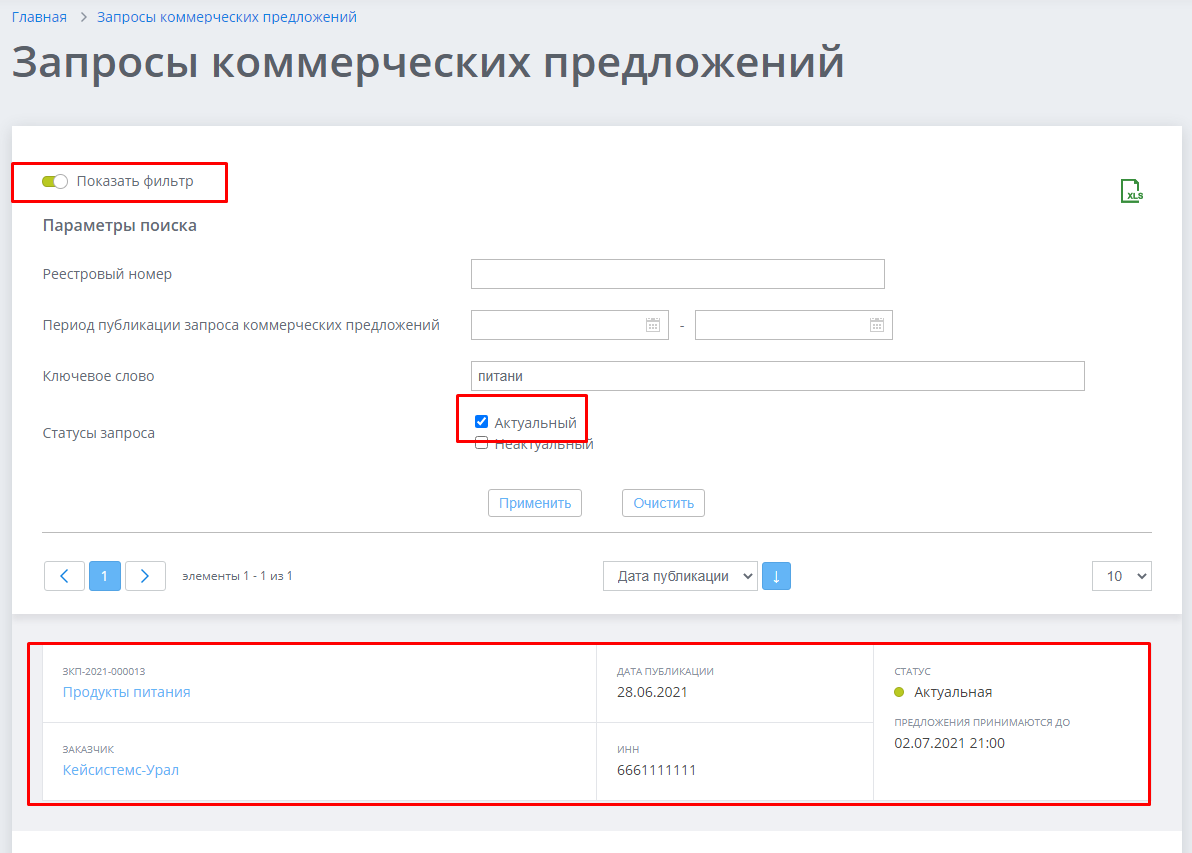 Главная > Запросы коммерческих предложений
Запросы коммерческих предложений
Показать фильтр
XLS
Параметры поиска
Реестровый номер
Период публикации запроса коммерческих предложений -
Ключевое слово питани
Статусы запроса
Актуальный
Неактуальный
Применить Очистить
1 элементы 1 - 1 из 1 Дата публикации ↓ 10
ЗКП-2021-000013 ДАТА ПУБЛИКАЦИИ СТАТУС
Продукты питания 28.06.2021 Актуальная
ПРЕДЛОЖЕНИЯ ПРИНИМАЮТСЯ ДО
02.07.2021 21:00
ЗАКАЗЧИК ИНН
Кейсистемс-Урал 6661111111